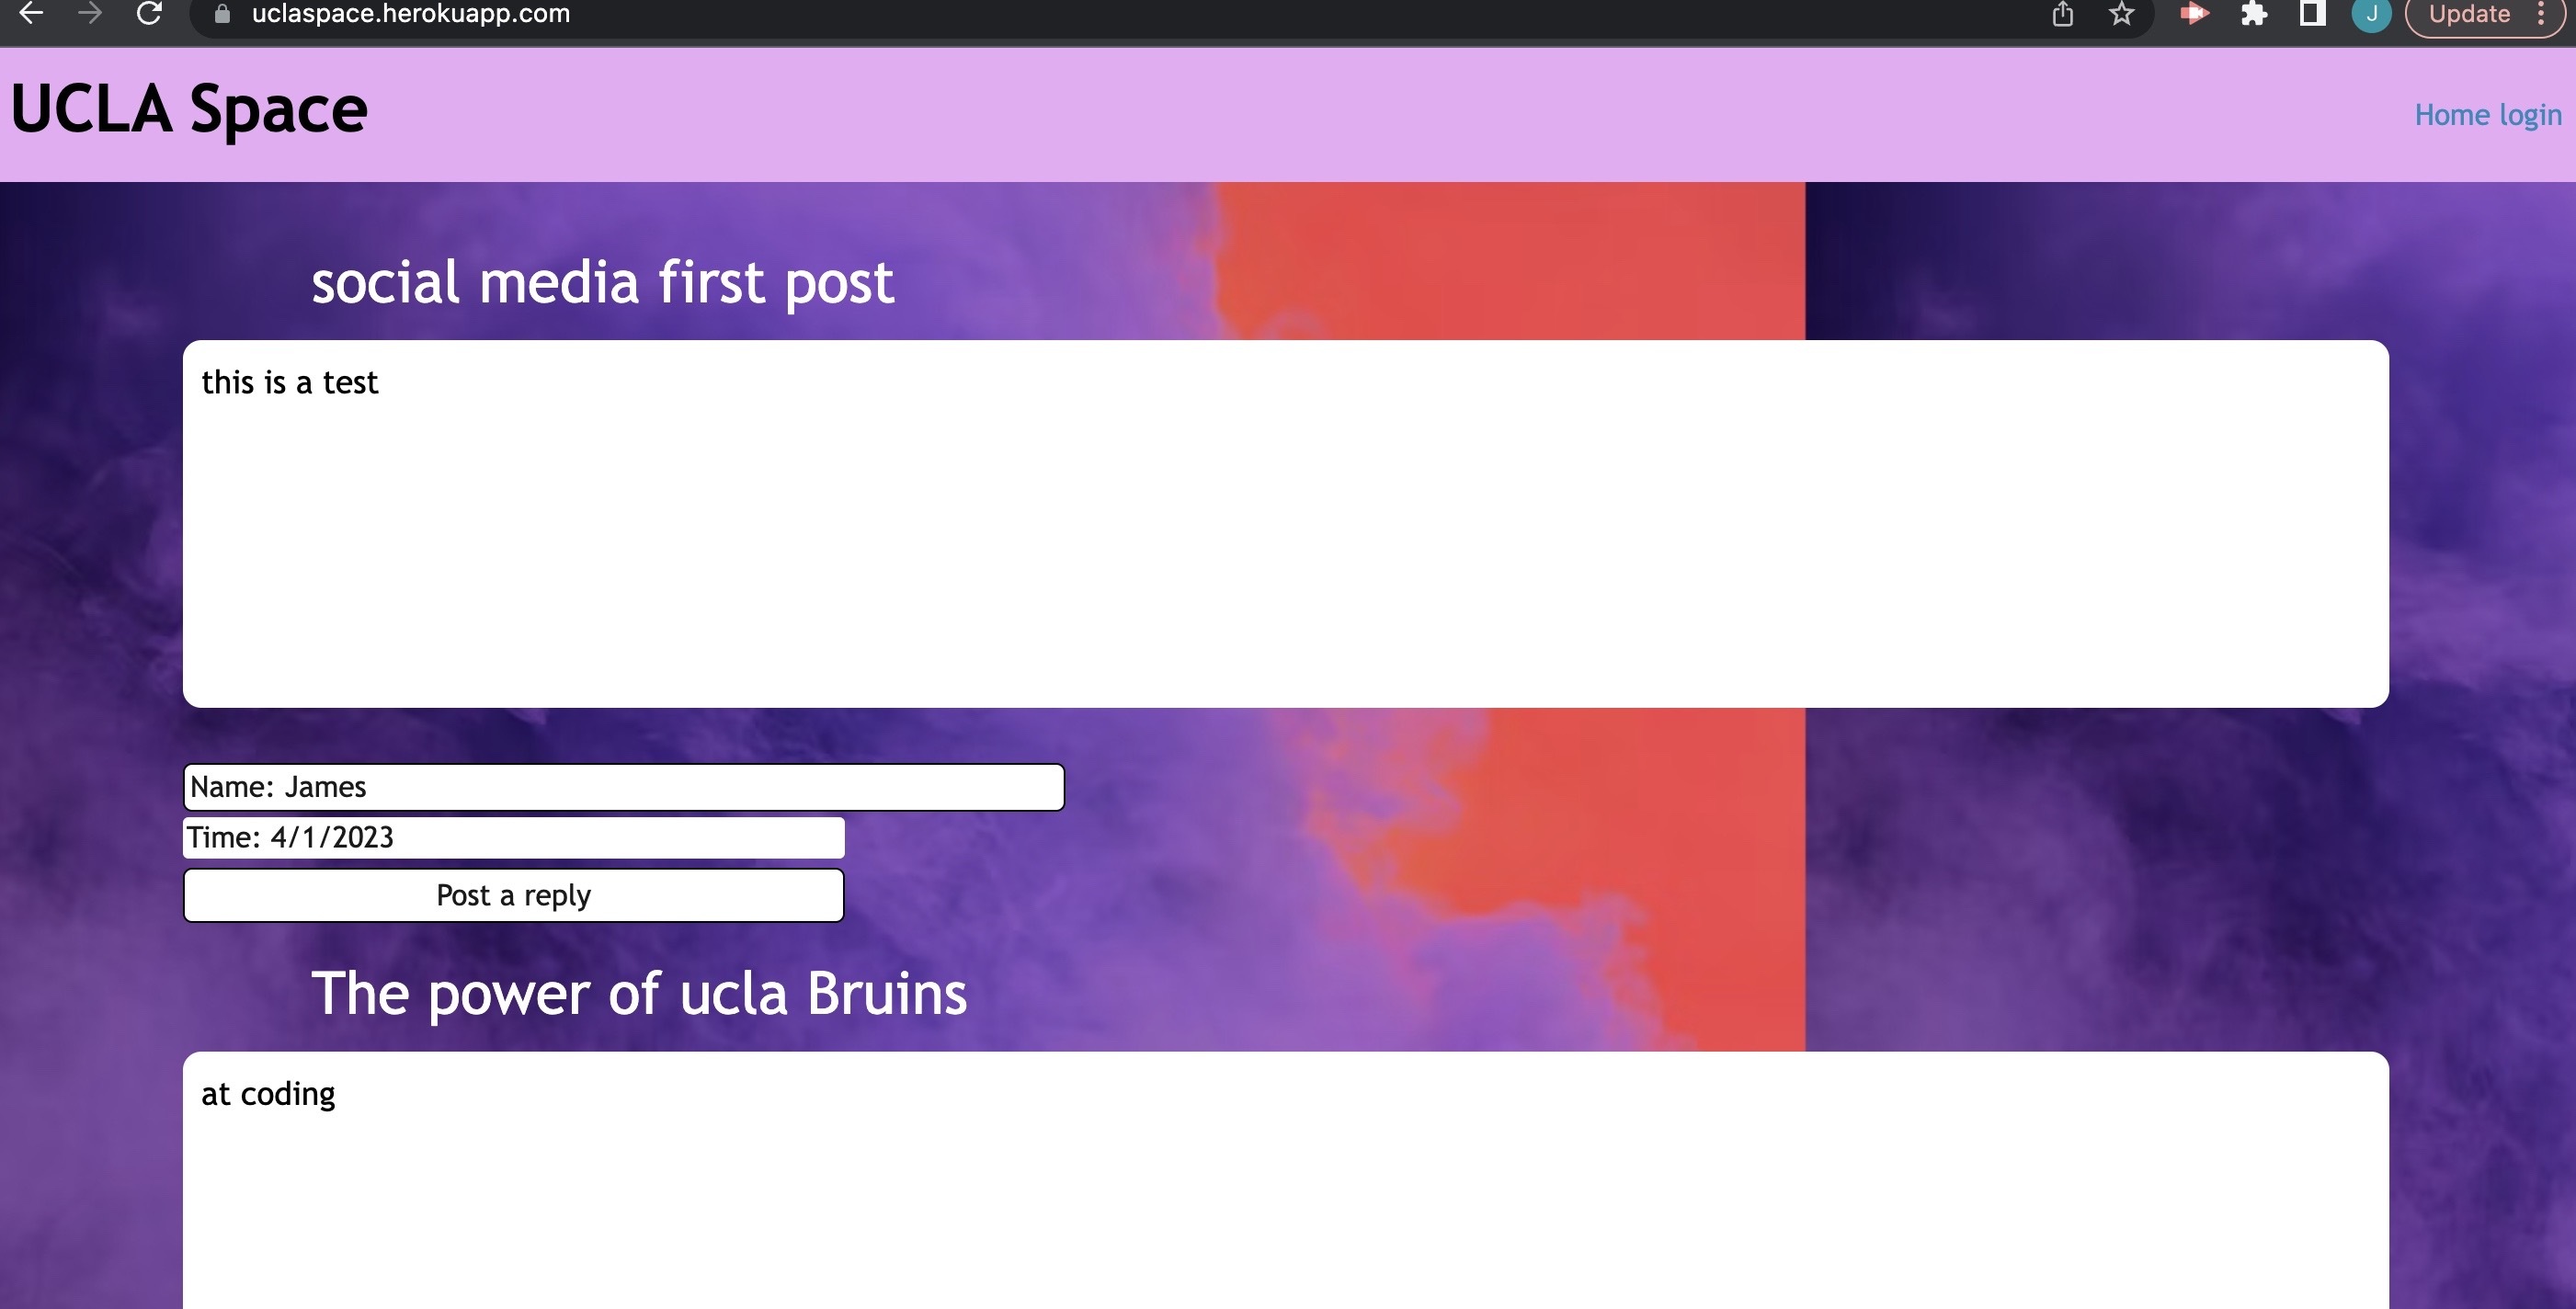 uclaspace.herokuapp.com
J
Update
UCLA Space
Home login
social media first post
this is a test
Name: James
Time: 4/1/2023
Post a reply
The power of ucla Bruins
at coding